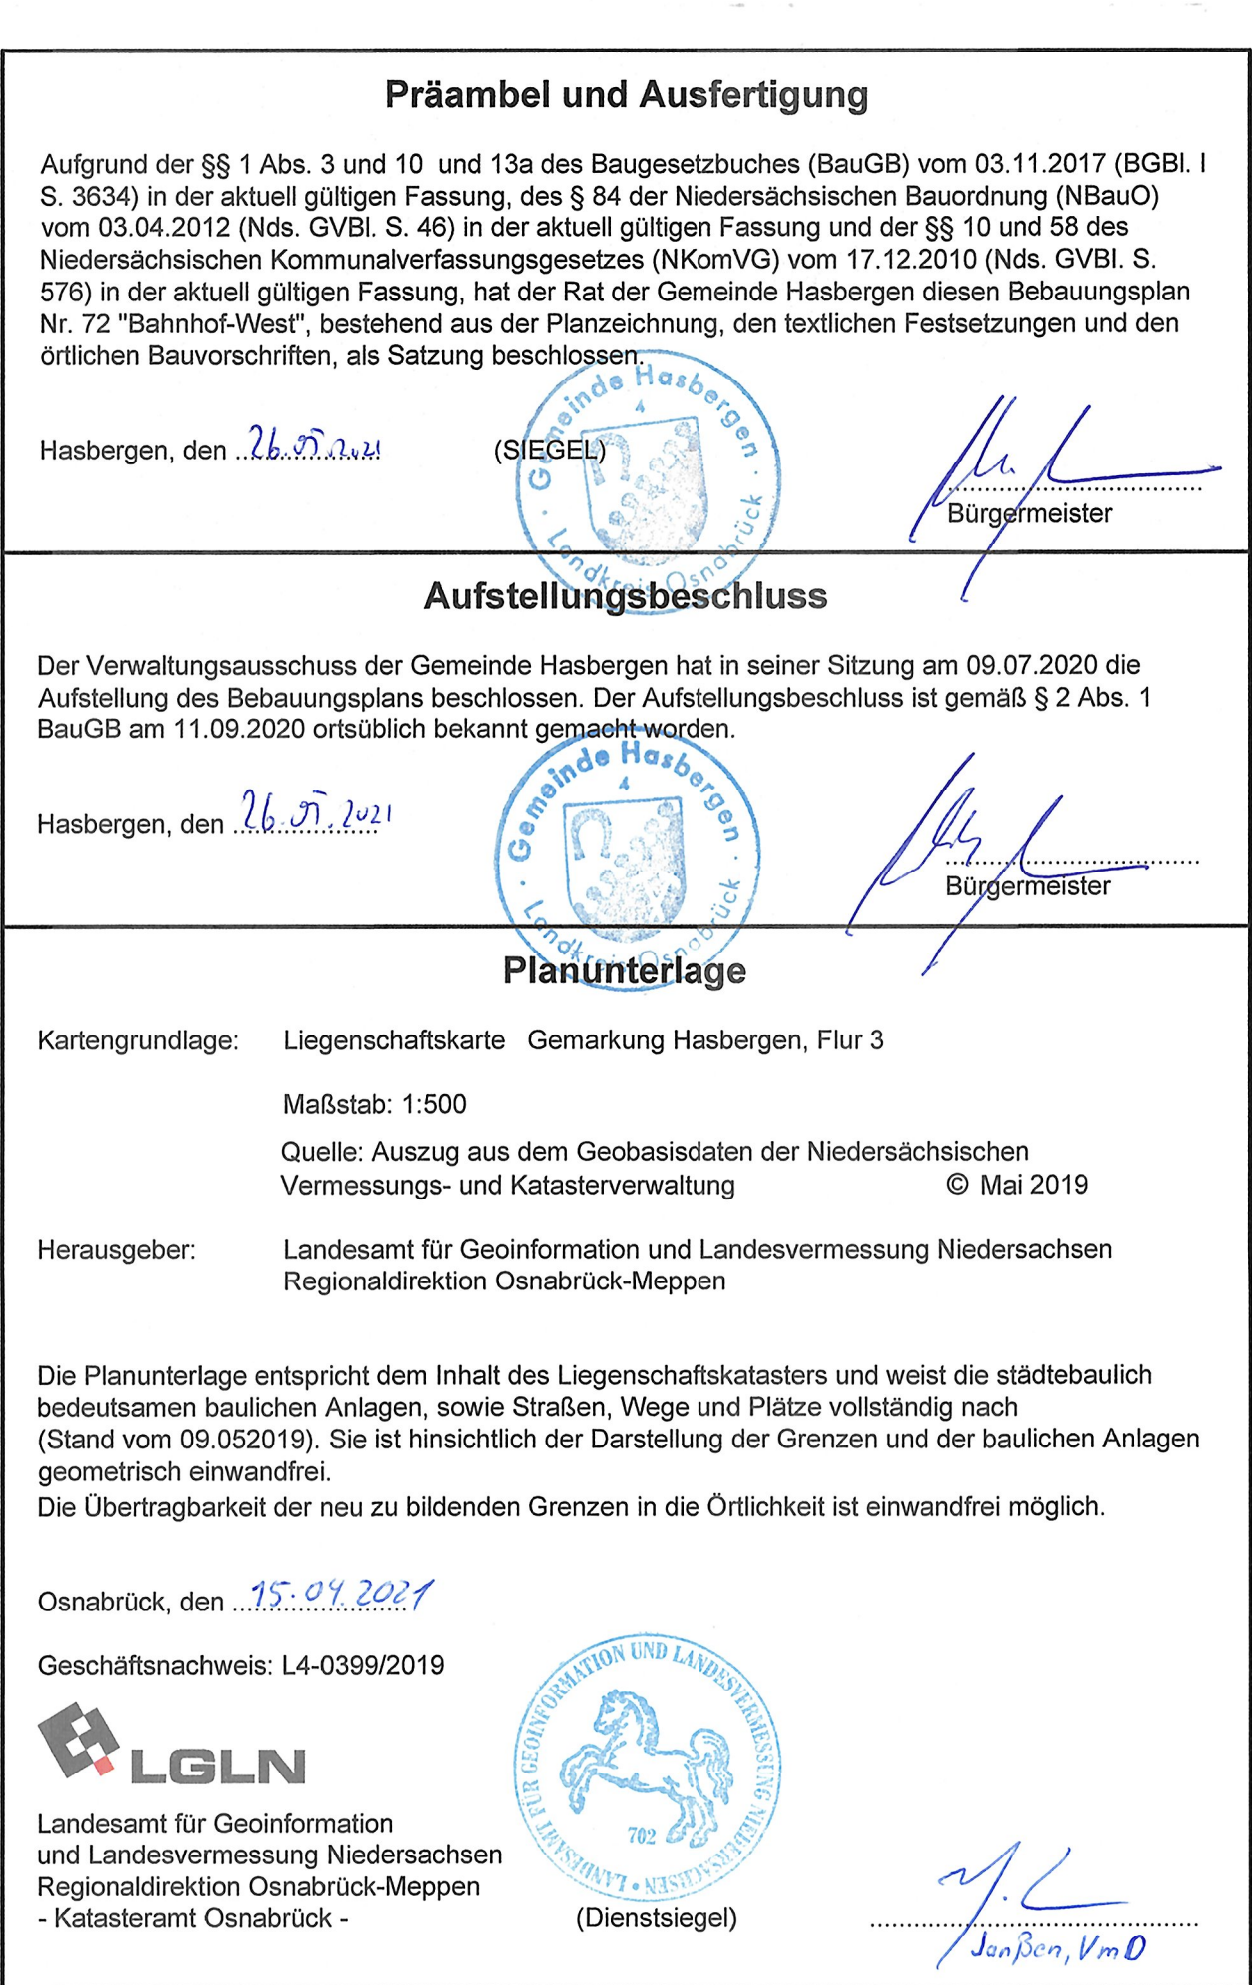 Präambel und Ausfertigung
Aufgrund der §§ 1 Abs. 3 und 10 und 13a des Baugesetzbuches (BauGB) vom 03.11.2017 (BGBl. I
S. 3634) in der aktuell gültigen Fassung, des § 84 der Niedersächsischen Bauordnung (NBauO)
vom 03.04.2012 (Nds. GVBl. S. 46) in der aktuell gültigen Fassung und der §§ 10 und 58 des
Niedersächsischen Kommunalverfassungsgesetzes (NKomVG) vom 17.12.2010 (Nds. GVBl. S.
576) in der aktuell gültigen Fassung, hat der Rat der Gemeinde Hasbergen diesen Bebauungsplan
Nr. 72 "Bahnhof-West", bestehend aus der Planzeichnung, den textlichen Festsetzungen und den
örtlichen Bauvorschriften, als Satzung beschlossen.
Gemeinde Hasbergen · Landkreis Osnabrück ·
4
Hasbergen, den 26.05.2021 (SIEGEL)
Bürgermeister
Aufstellungsbeschluss
Der Verwaltungsausschuss der Gemeinde Hasbergen hat in seiner Sitzung am 09.07.2020 die
Aufstellung des Bebauungsplans beschlossen. Der Aufstellungsbeschluss ist gemäß § 2 Abs. 1
BauGB am 11.09.2020 ortsüblich bekannt gemacht worden.
Gemeinde Hasbergen · Landkreis Osnabrück ·
4
Hasbergen, den 26.05.2021
Bürgermeister
Planunterlage
Kartengrundlage: Liegenschaftskarte Gemarkung Hasbergen, Flur 3
Maßstab: 1:500
Quelle: Auszug aus dem Geobasisdaten der Niedersächsischen
Vermessungs- und Katasterverwaltung © Mai 2019
Herausgeber: Landesamt für Geoinformation und Landesvermessung Niedersachsen
Regionaldirektion Osnabrück-Meppen
Die Planunterlage entspricht dem Inhalt des Liegenschaftskatasters und weist die städtebaulich
bedeutsamen baulichen Anlagen, sowie Straßen, Wege und Plätze vollständig nach
(Stand vom 09.052019). Sie ist hinsichtlich der Darstellung der Grenzen und der baulichen Anlagen
geometrisch einwandfrei.
Die Übertragbarkeit der neu zu bildenden Grenzen in die Örtlichkeit ist einwandfrei möglich.
Osnabrück, den 15.04.2021
Geschäftsnachweis: L4-0399/2019
LGLN
LANDESAMT FÜR GEOINFORMATION UND LANDESVERMESSUNG NIEDERSACHSEN •
702
Landesamt für Geoinformation
und Landesvermessung Niedersachsen
Regionaldirektion Osnabrück-Meppen
- Katasteramt Osnabrück - (Dienstsiegel)
Janßen, VmD